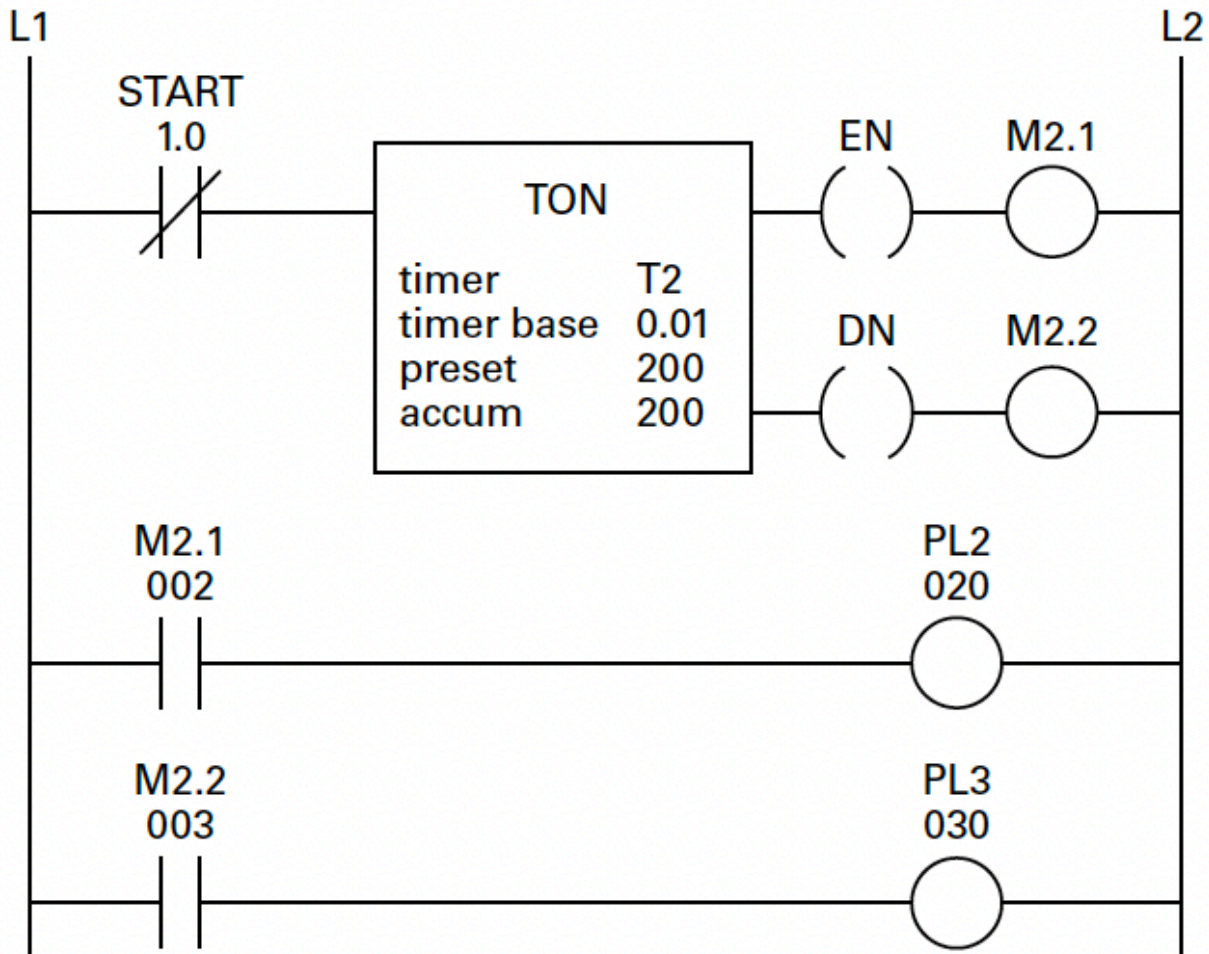 L1
L2
START
1.0
EN
M2.1
TON
timer T2
timer base 0.01
preset 200
accum 200
DN
M2.2
M2.1
002
PL2
020
M2.2
003
PL3
030